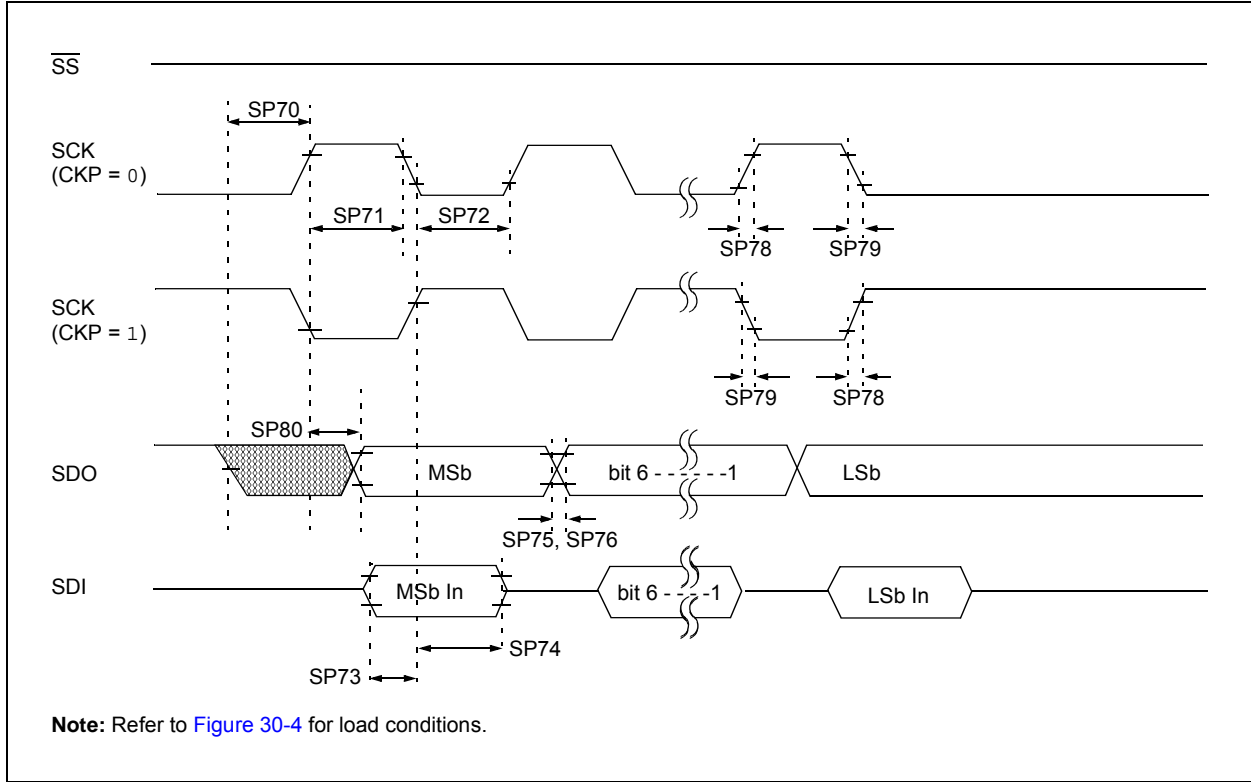 SS
SP70
SCK
(CKP = 0)
SP71
SP72
SP78
SP79
SCK
(CKP = 1)
SP79
SP78
SP80
SDO
MSb
bit 6 - - - - - - -1
LSb
SP75, SP76
SDI
MSb In
bit 6 - - - - -1
LSb In
SP74
SP73
Note: Refer to Figure 30-4 for load conditions.